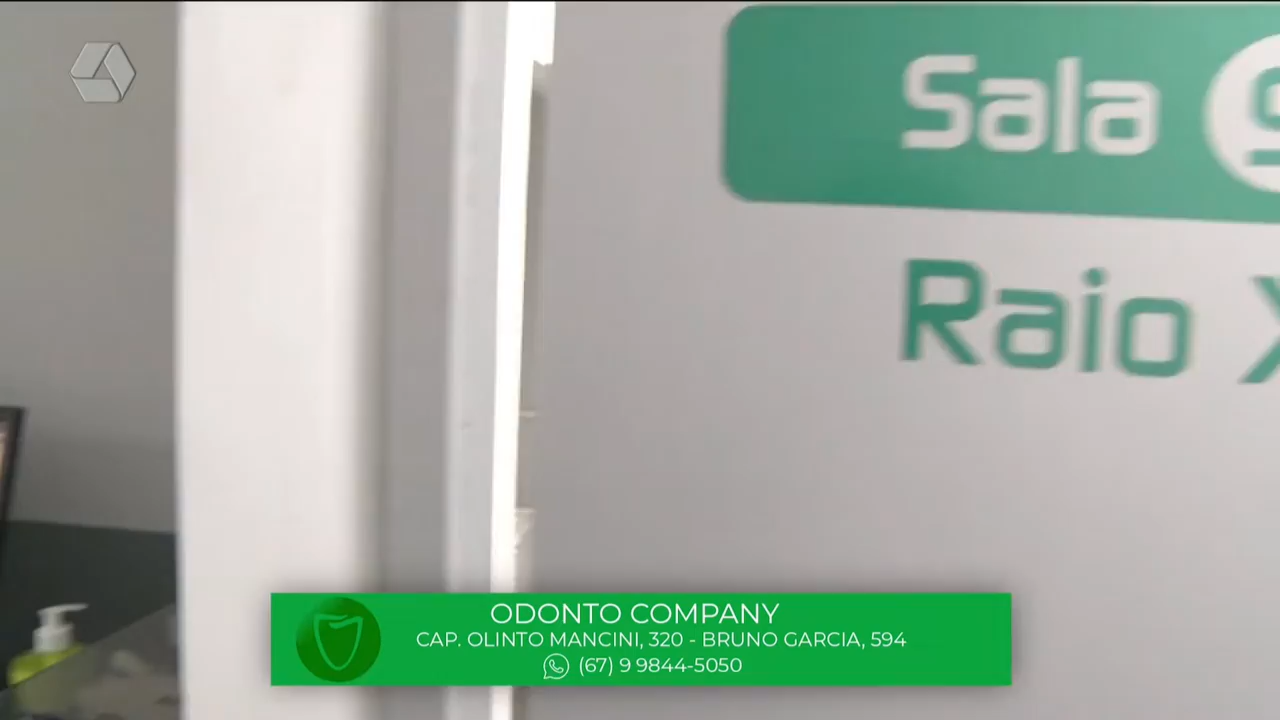 Sala
Raio X
ODONTO COMPANY
CAP. OLINTO MANCINI, 320 - BRUNO GARCIA, 594
(67) 9 9844-5050